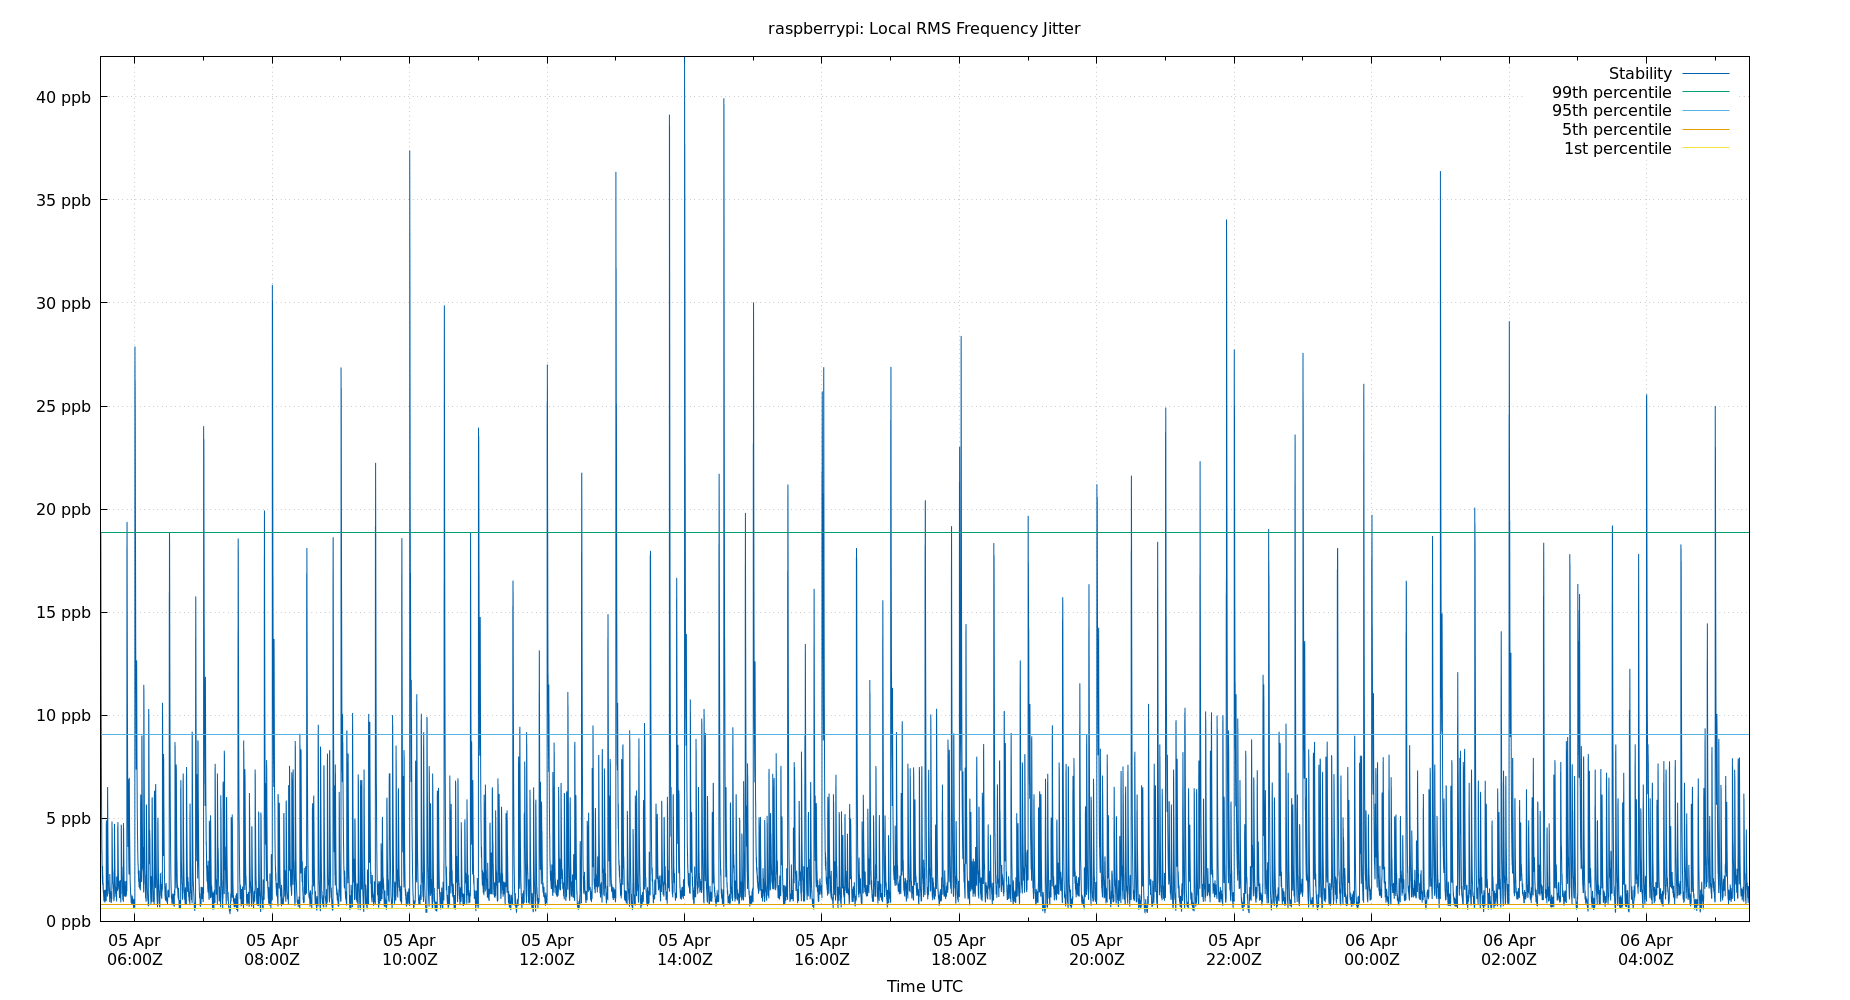 raspberrypi: Local RMS Frequency Jitter
Stability
99th percentile
95th percentile
5th percentile
1st percentile
40 ppb
35 ppb
30 ppb
25 ppb
20 ppb
15 ppb
10 ppb
5 ppb
0 ppb
05 Apr 05 Apr 05 Apr 05 Apr 05 Apr 05 Apr 05 Apr 05 Apr 05 Apr 06 Apr 06 Apr 06 Apr
06:00Z 08:00Z 10:00Z 12:00Z 14:00Z 16:00Z 18:00Z 20:00Z 22:00Z 00:00Z 02:00Z 04:00Z
Time UTC